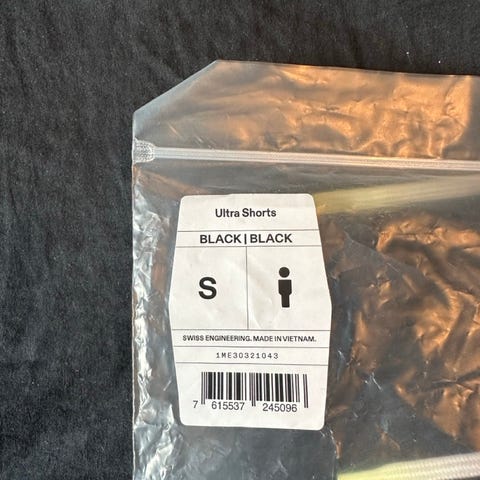 Ultra Shorts
BLACK | BLACK
S
SWISS ENGINEERING. MADE IN VIETNAM.
1ME30321043
7 615537 245096